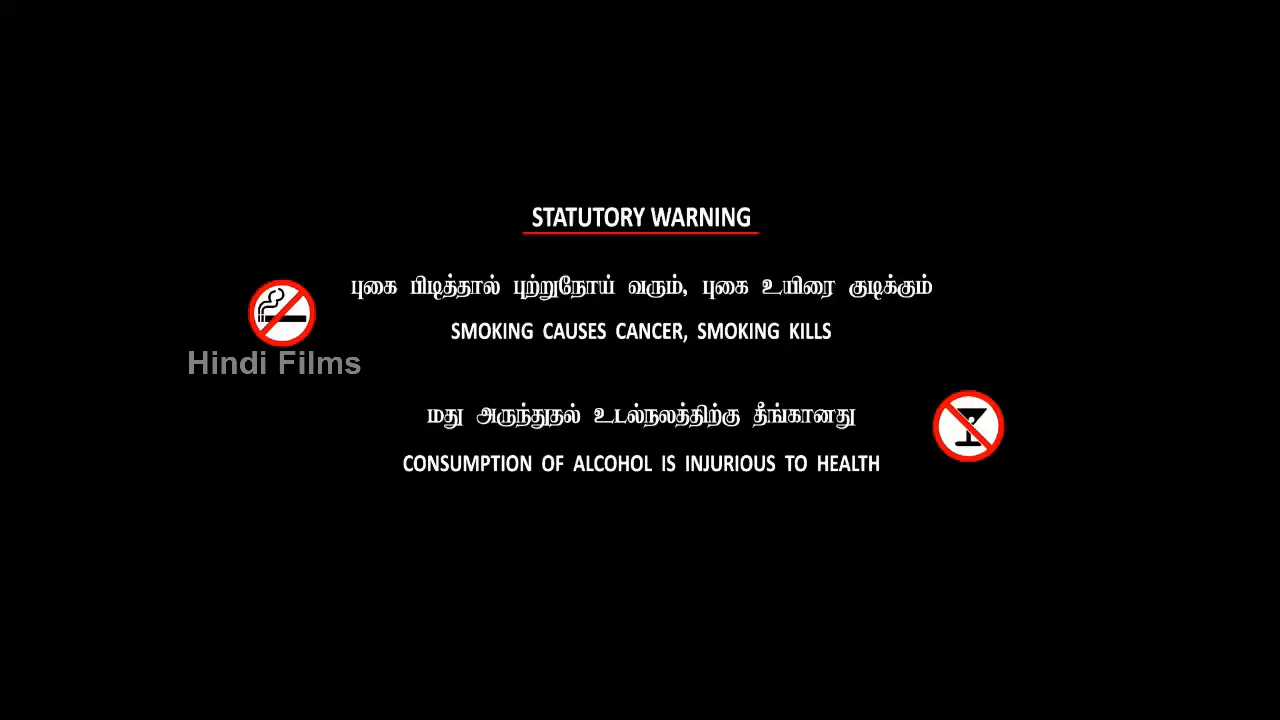 STATUTORY WARNING
புகை பிடித்தால் புற்றுநோய் வரும், புகை உயிரை குடிக்கும்
SMOKING CAUSES CANCER, SMOKING KILLS
Hindi Films
மது அருந்துதல் உடல்நலத்திற்கு தீங்கானது
CONSUMPTION OF ALCOHOL IS INJURIOUS TO HEALTH